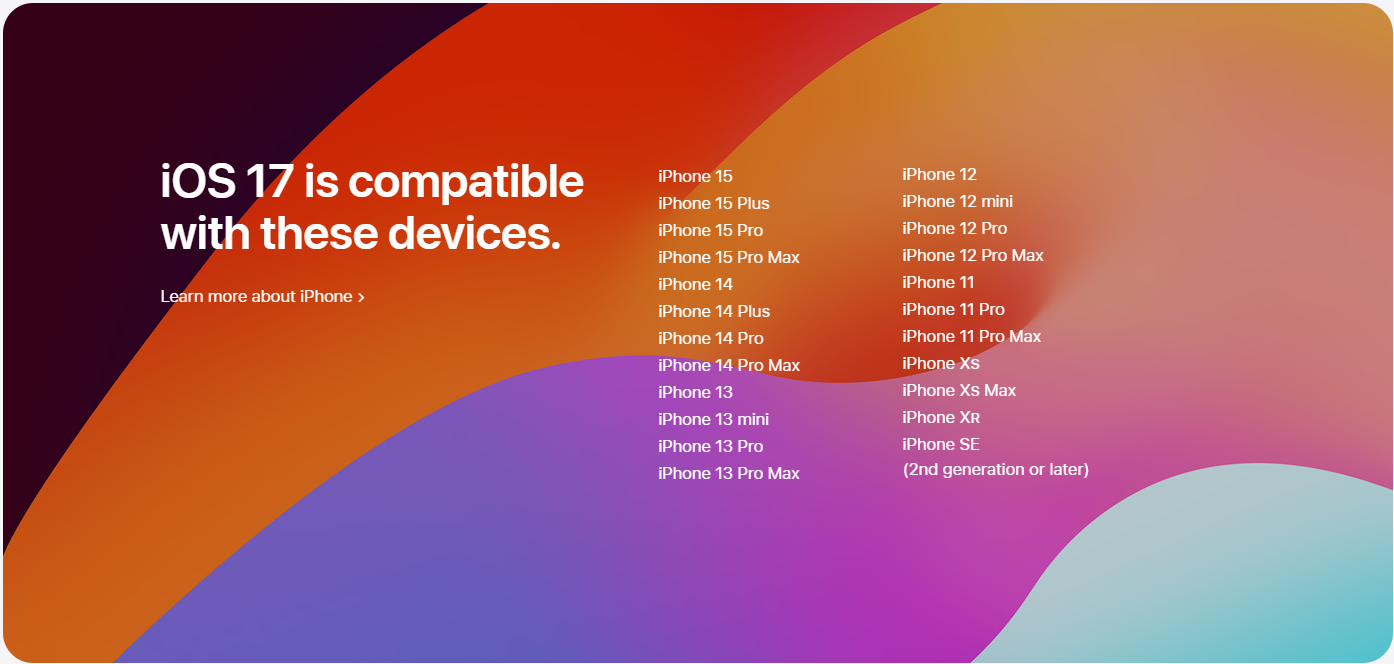 iOS 17 is compatible
with these devices.
Learn more about iPhone >
iPhone 15
iPhone 15 Plus
iPhone 15 Pro
iPhone 15 Pro Max
iPhone 14
iPhone 14 Plus
iPhone 14 Pro
iPhone 14 Pro Max
iPhone 13
iPhone 13 mini
iPhone 13 Pro
iPhone 13 Pro Max
iPhone 12
iPhone 12 mini
iPhone 12 Pro
iPhone 12 Pro Max
iPhone 11
iPhone 11 Pro
iPhone 11 Pro Max
iPhone Xs
iPhone Xs Max
iPhone XR
iPhone SE
(2nd generation or later)